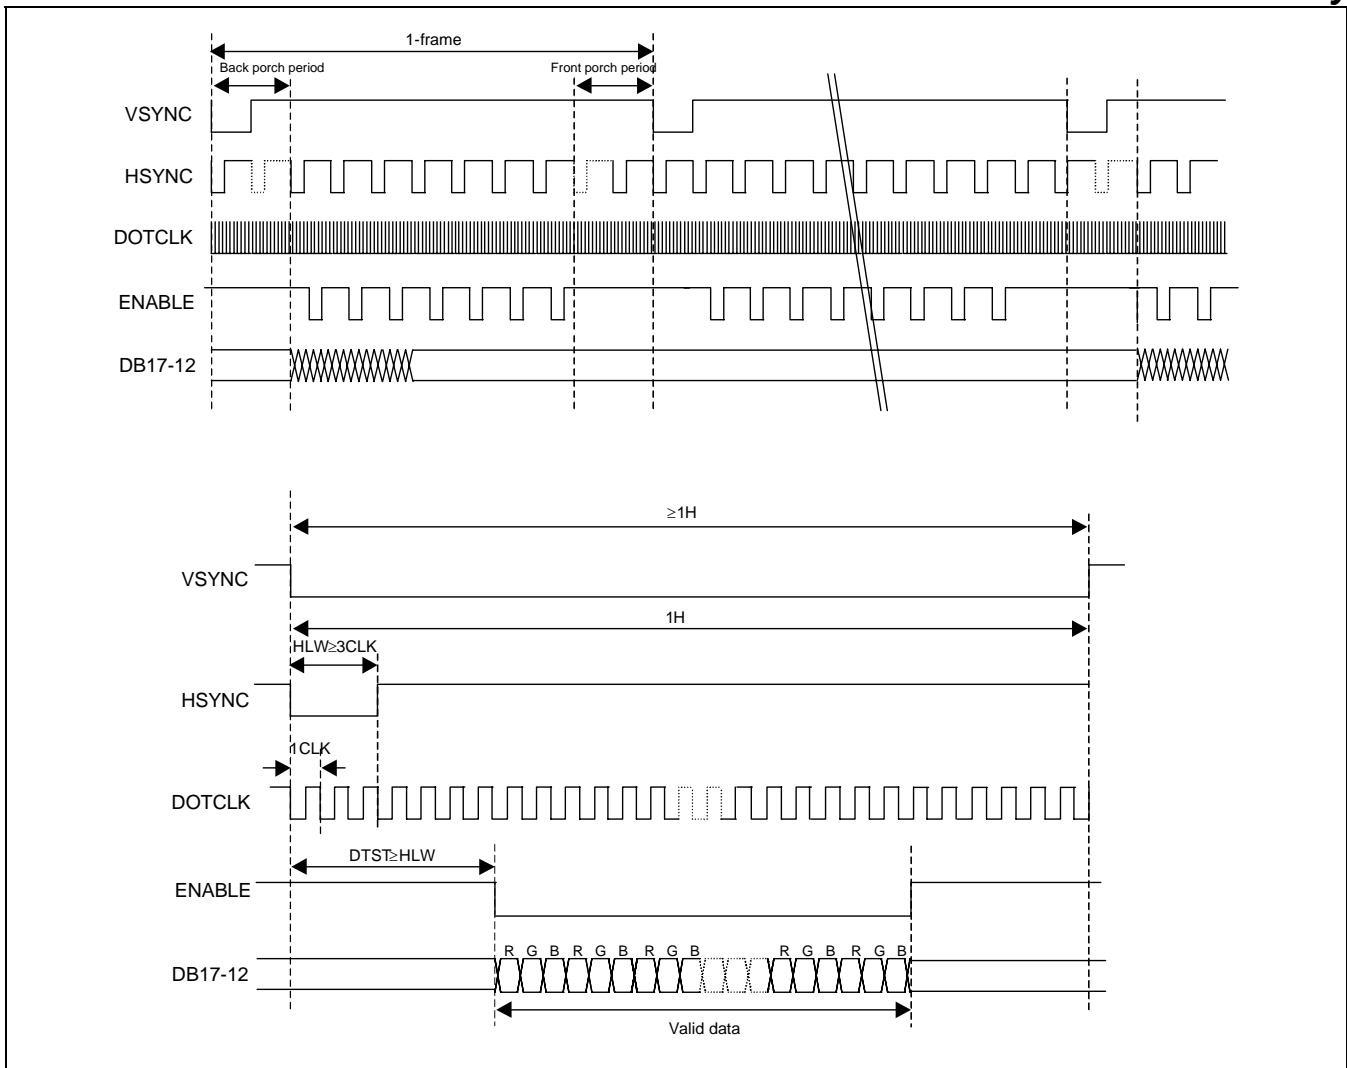 1-frame
Back porch period
Front porch period
VSYNC
HSYNC
DOTCLK
ENABLE
DB17-12
≥1H
VSYNC
1H
HLW≥3CLK
HSYNC
1CLK
DOTCLK
DTST≥HLW
ENABLE
R G B R G B R G B R G B R G B
DB17-12
Valid data